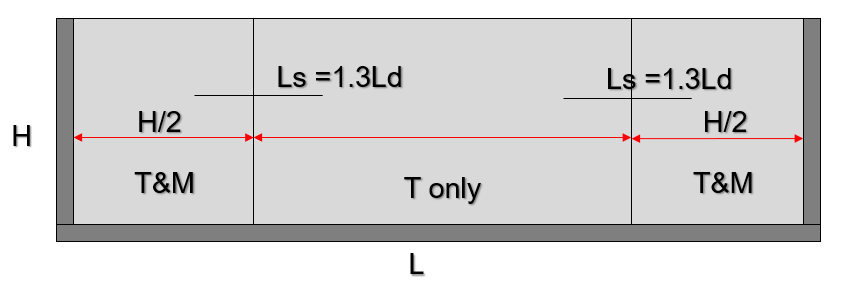 Ls =1.3Ld
Ls =1.3Ld
H
H/2
H/2
T&M
T only
T&M
L